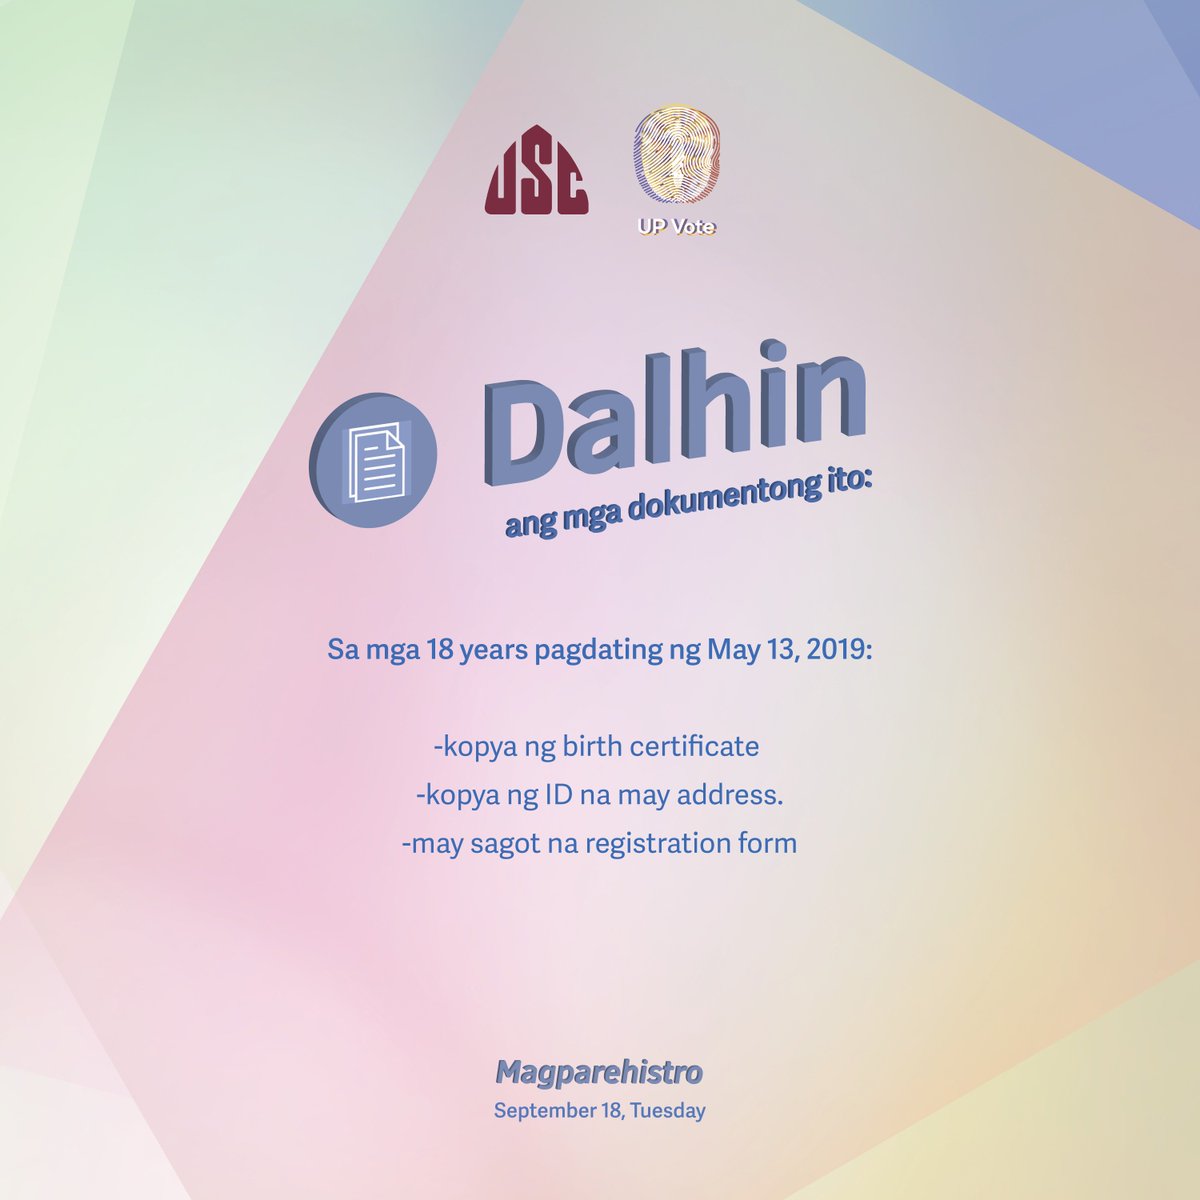 USC
UP Vote
Dalhin
ang mga dokumentong ito:
Sa mga 18 years pagdating ng May 13, 2019:
-kopya ng birth certificate
-kopya ng ID na may address.
-may sagot na registration form
Magparehistro
September 18, Tuesday